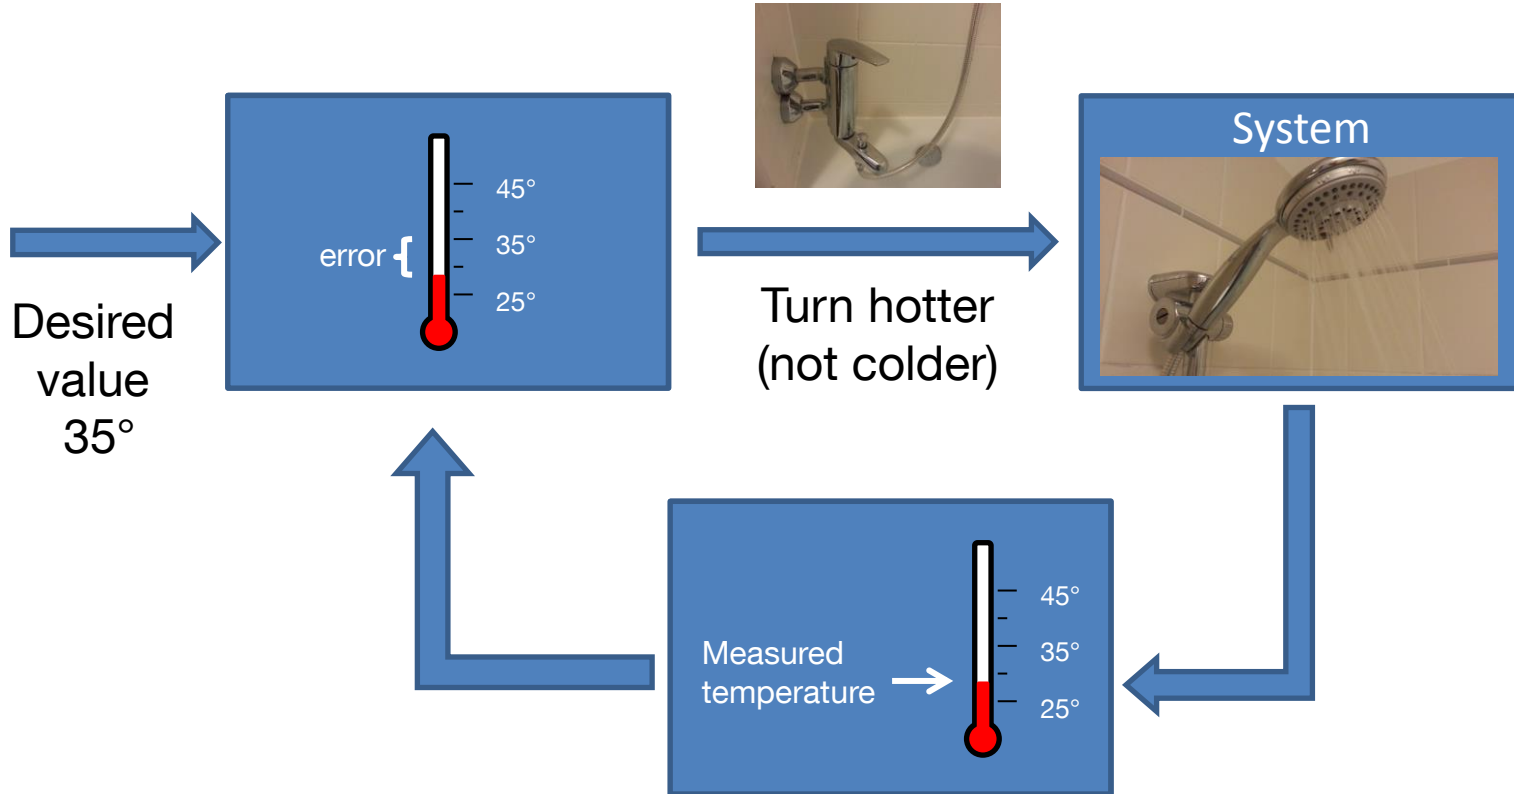 System
45°
35°
25°
error
Desired
value
35°
Turn hotter
(not colder)
Measured
temperature
45°
35°
25°